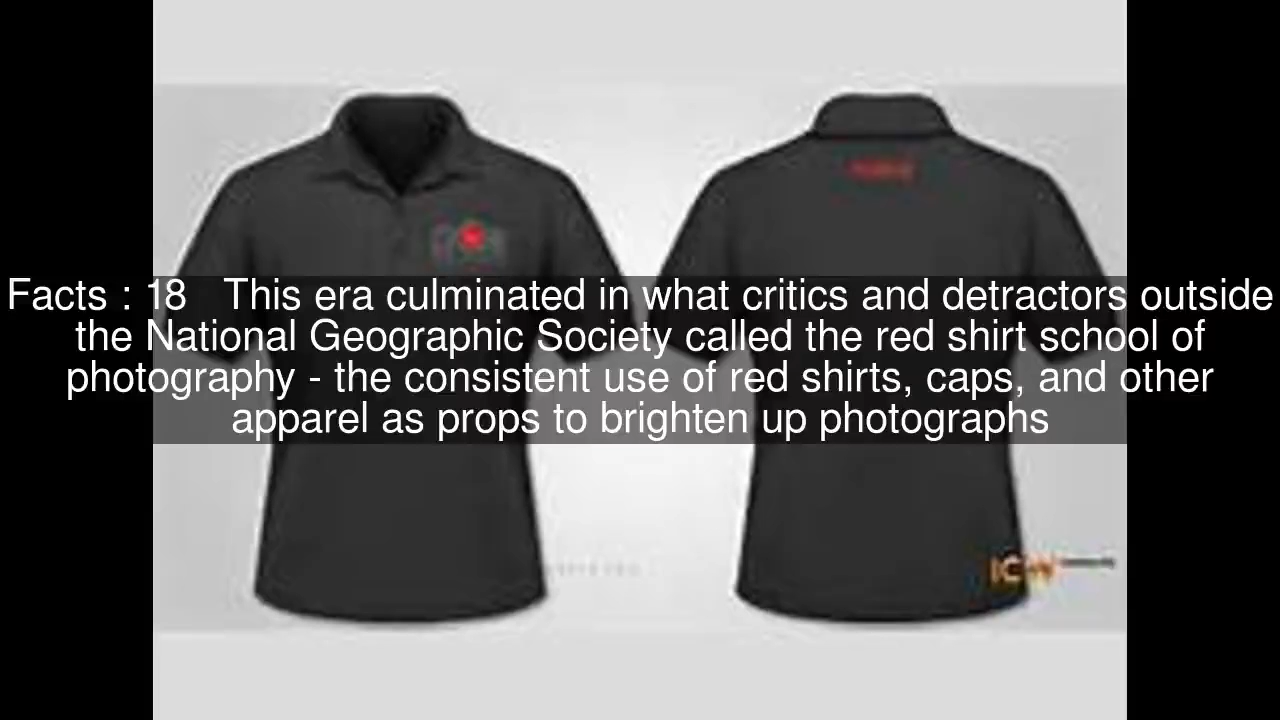 Facts : 18   This era culminated in what critics and detractors outside
the National Geographic Society called the red shirt school of
photography - the consistent use of red shirts, caps, and other
apparel as props to brighten up photographs
ICW